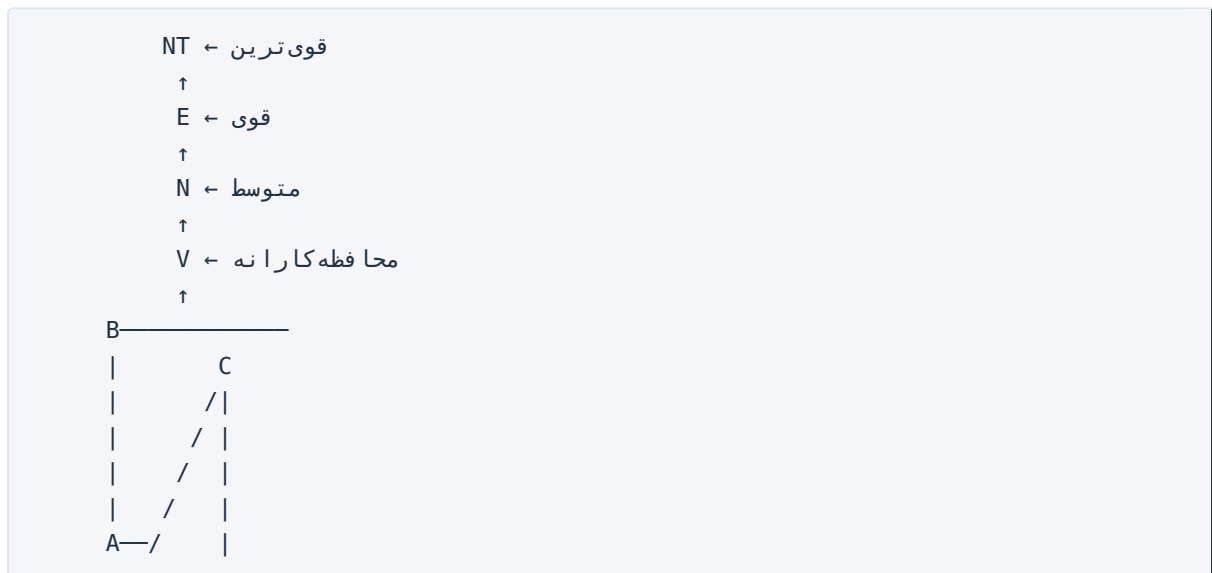 NT ← قوی‌ترین
↑
E ← قوی
↑
N ← متوسط
↑
V ← محافظه‌کارانه
↑
B────────────
|       C
|      /|
|     / |
|    /  |
|   /   |
A──/    |